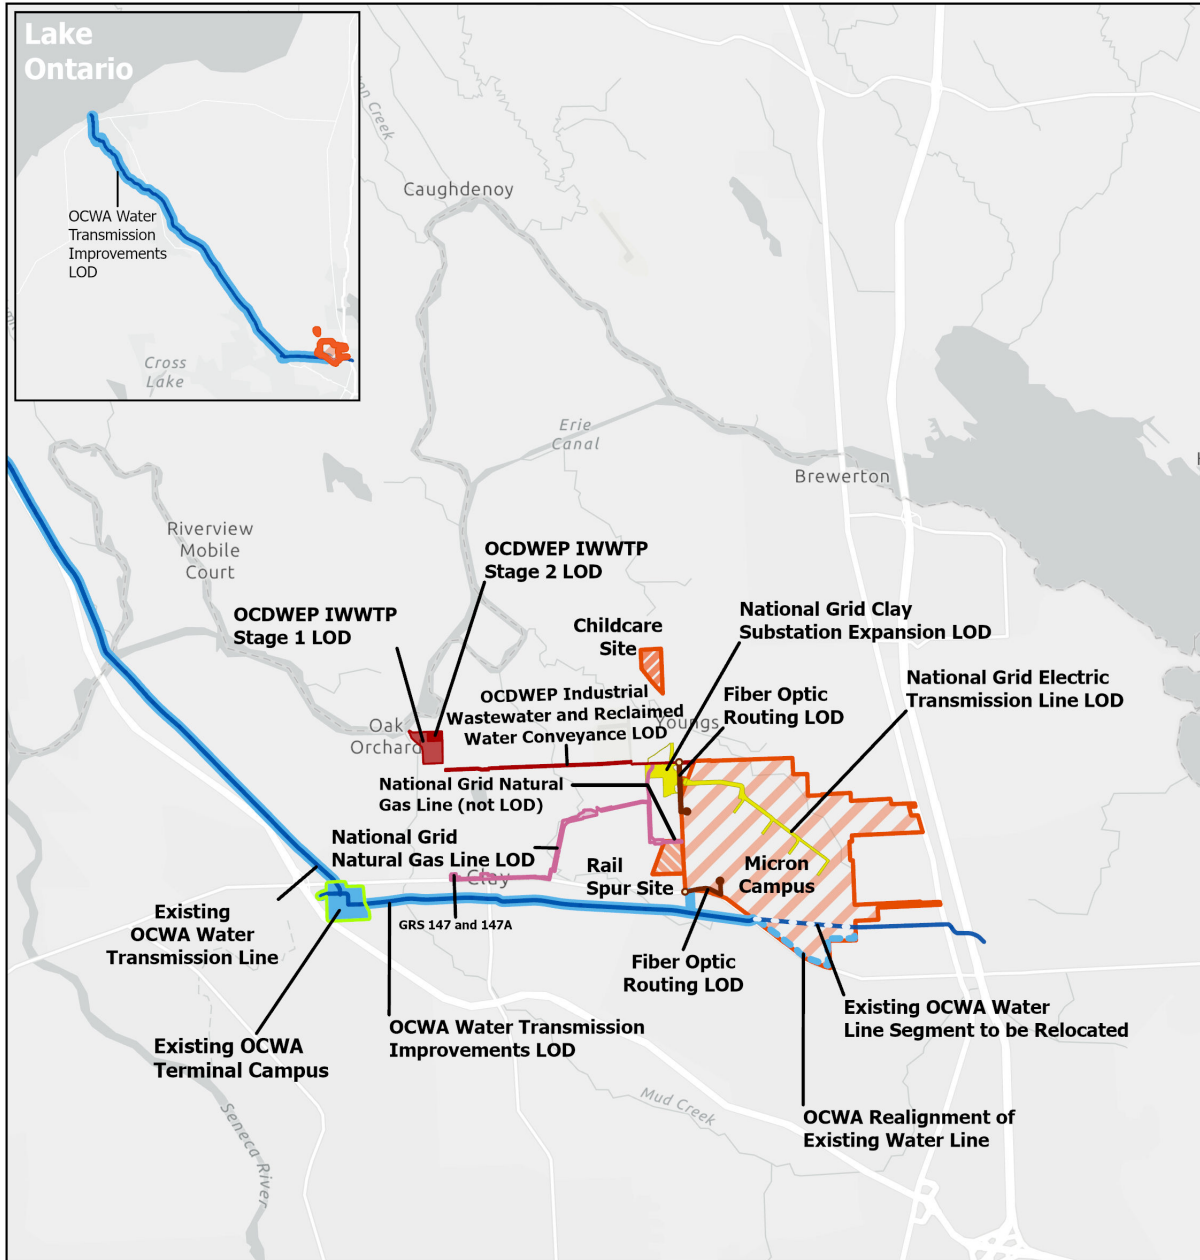 Lake
Ontario
OCWA Water
Transmission
Improvements
LOD
Cross
Lake
on Creek
Caughdenoy
Erie
Canal
Brewerton
Riverview
Mobile
Court
OCDWEP IWWTP
Stage 2 LOD
OCDWEP IWWTP
Stage 1 LOD
Childcare
Site
National Grid Clay
Substation Expansion LOD
National Grid Electric
Transmission Line LOD
OCDWEP Industrial
Wastewater and Reclaimed
Water Conveyance LOD
Fiber Optic
Routing LOD
Youngs
Oak
Orchard
National Grid Natural
Gas Line (not LOD)
National Grid
Natural Gas Line LOD
Clay
Rail
Spur Site
Micron
Campus
GRS 147 and 147A
Existing
OCWA Water
Transmission Line
Fiber Optic
Routing LOD
Existing OCWA Water
Line Segment to be Relocated
OCWA Water Transmission
Improvements LOD
Existing OCWA
Terminal Campus
Mud Creek
OCWA Realignment of
Existing Water Line
Seneca River